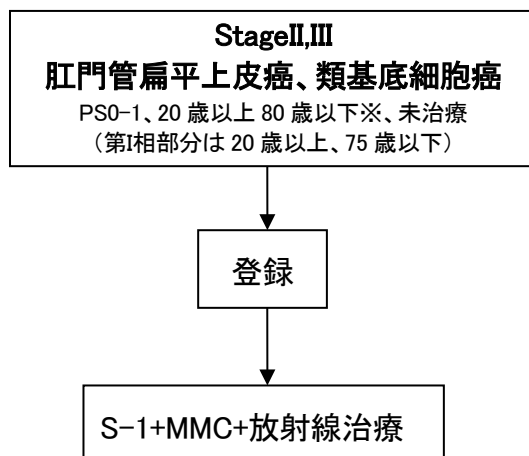 StageII,III
肛門管扁平上皮癌、類基底細胞癌
PS0-1、20 歳以上 80 歳以下※、未治療
（第I相部分は 20 歳以上、75 歳以下）
登録
S-1+MMC+放射線治療